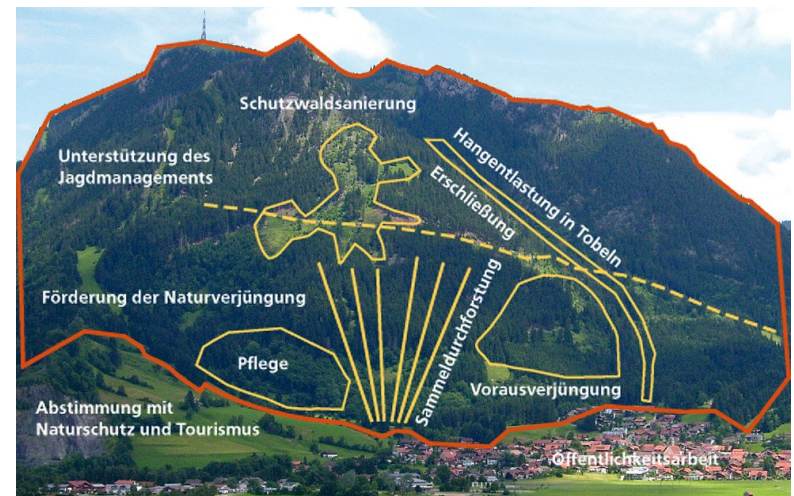 Schutzwaldsanierung
Unterstützung des
Jagdmanagements
Hangentlastung in Tobeln
Erschließung
Förderung der Naturverjüngung
Sammeldurchforstung
Pflege
Vorausverjüngung
Abstimmung mit
Naturschutz und Tourismus
Öffentlichkeitsarbeit